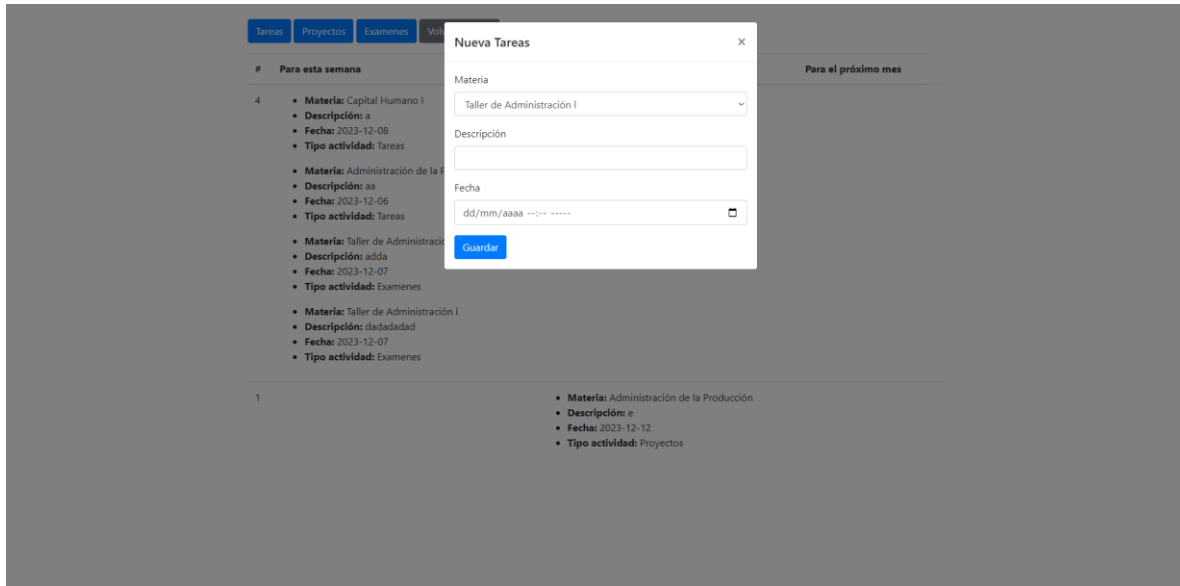 Tareas Proyectos Examenes
Nueva Tareas ×
# Para esta semana Para el próximo mes
Materia
Taller de Administración I
Descripción
Fecha
dd/mm/aaaa --:-- -----
Guardar
4
Materia: Capital Humano I
Descripción: a
Fecha: 2023-12-08
Tipo actividad: Tareas
Materia: Administración de la
Descripción: aa
Fecha: 2023-12-06
Tipo actividad: Tareas
Materia: Taller de
Descripción: adda
Fecha: 2023-12-07
Tipo actividad: Examenes
Materia: Taller de Administración I
Descripción: dadadadad
Fecha: 2023-12-07
Tipo actividad: Examenes
1
Materia: Administración de la Producción
Descripción: e
Fecha: 2023-12-12
Tipo actividad: Proyectos